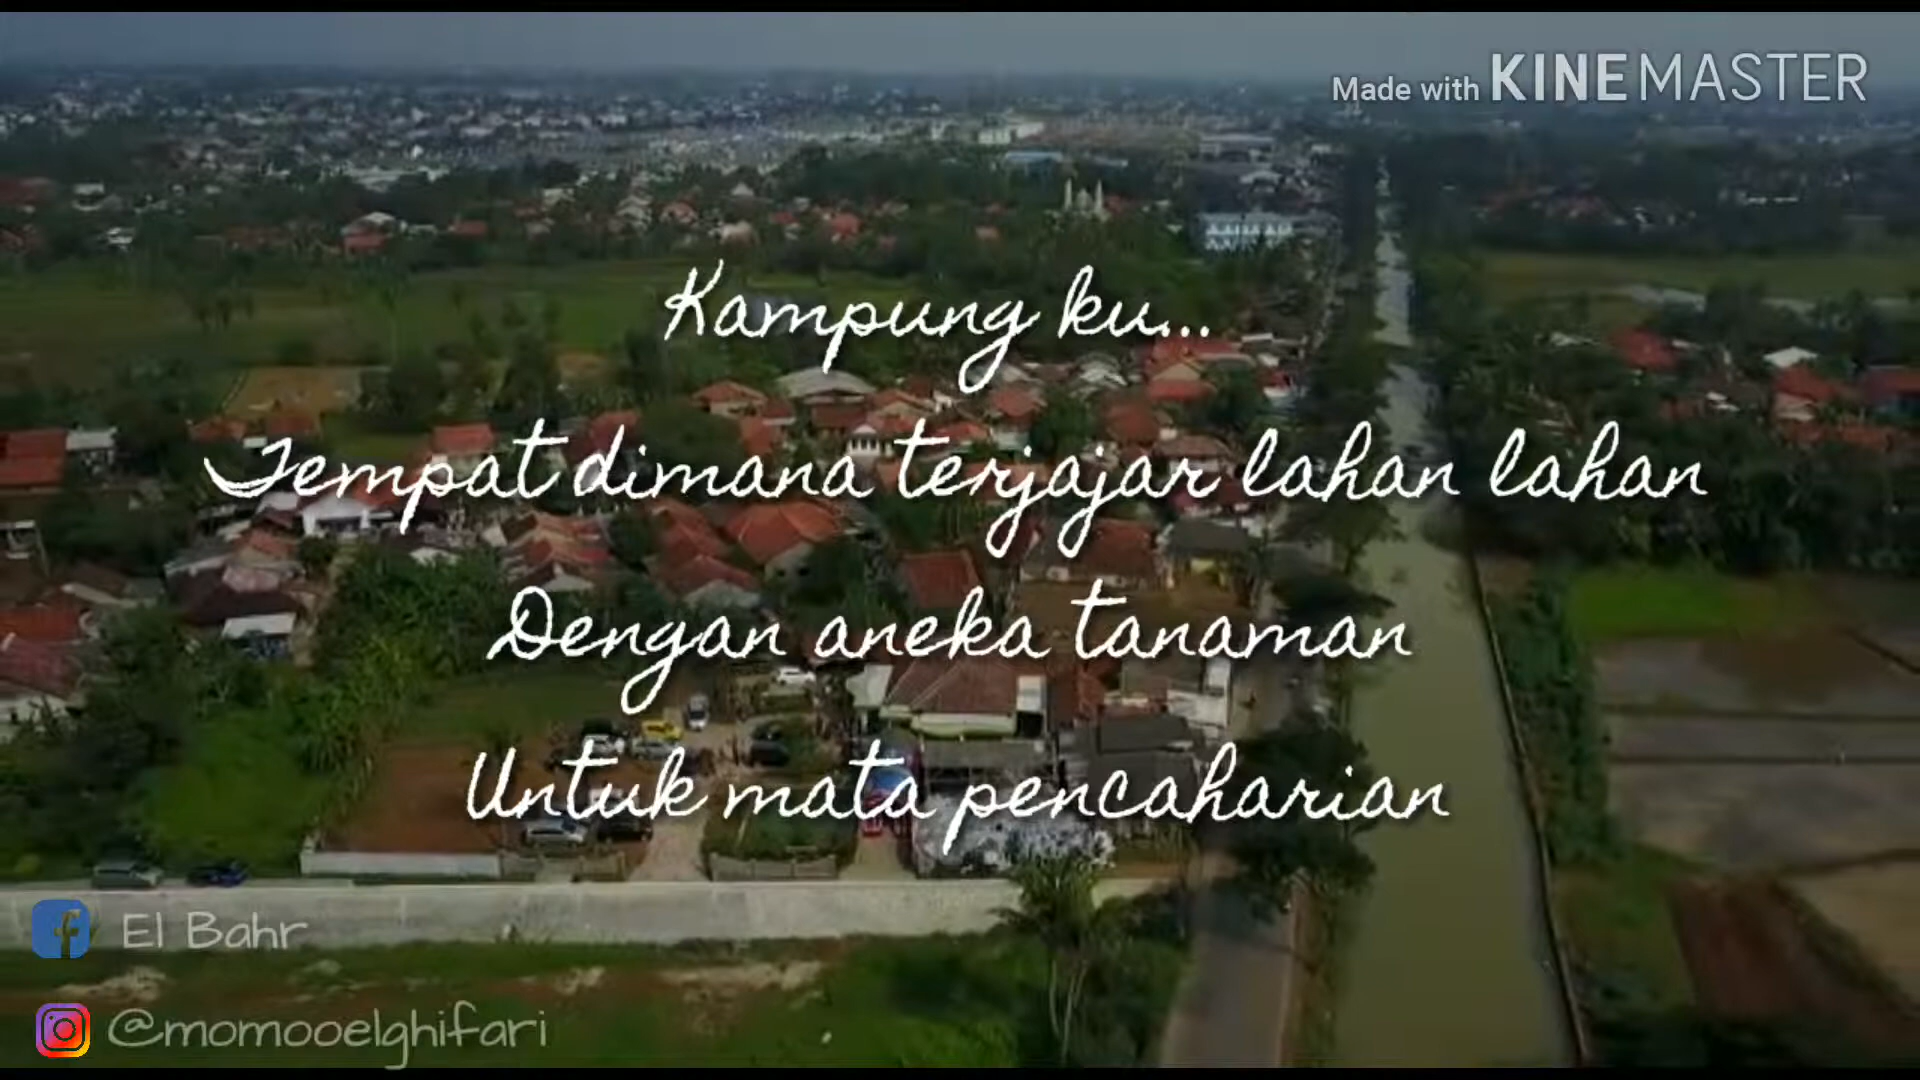 Made with KINEMASTER
Kampung ku...
Tempat dimana terjajar lahan lahan
Dengan aneka tanaman
Untuk mata pencaharian
El Bahr
@momooelghifari